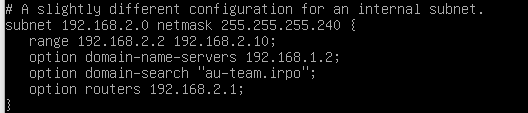 # A slightly different configuration for an internal subnet.
subnet 192.168.2.0 netmask 255.255.255.240 {
range 192.168.2.2 192.168.2.10;
option domain-name-servers 192.168.1.2;
option domain-search "au-team.irpo";
option routers 192.168.2.1;
}